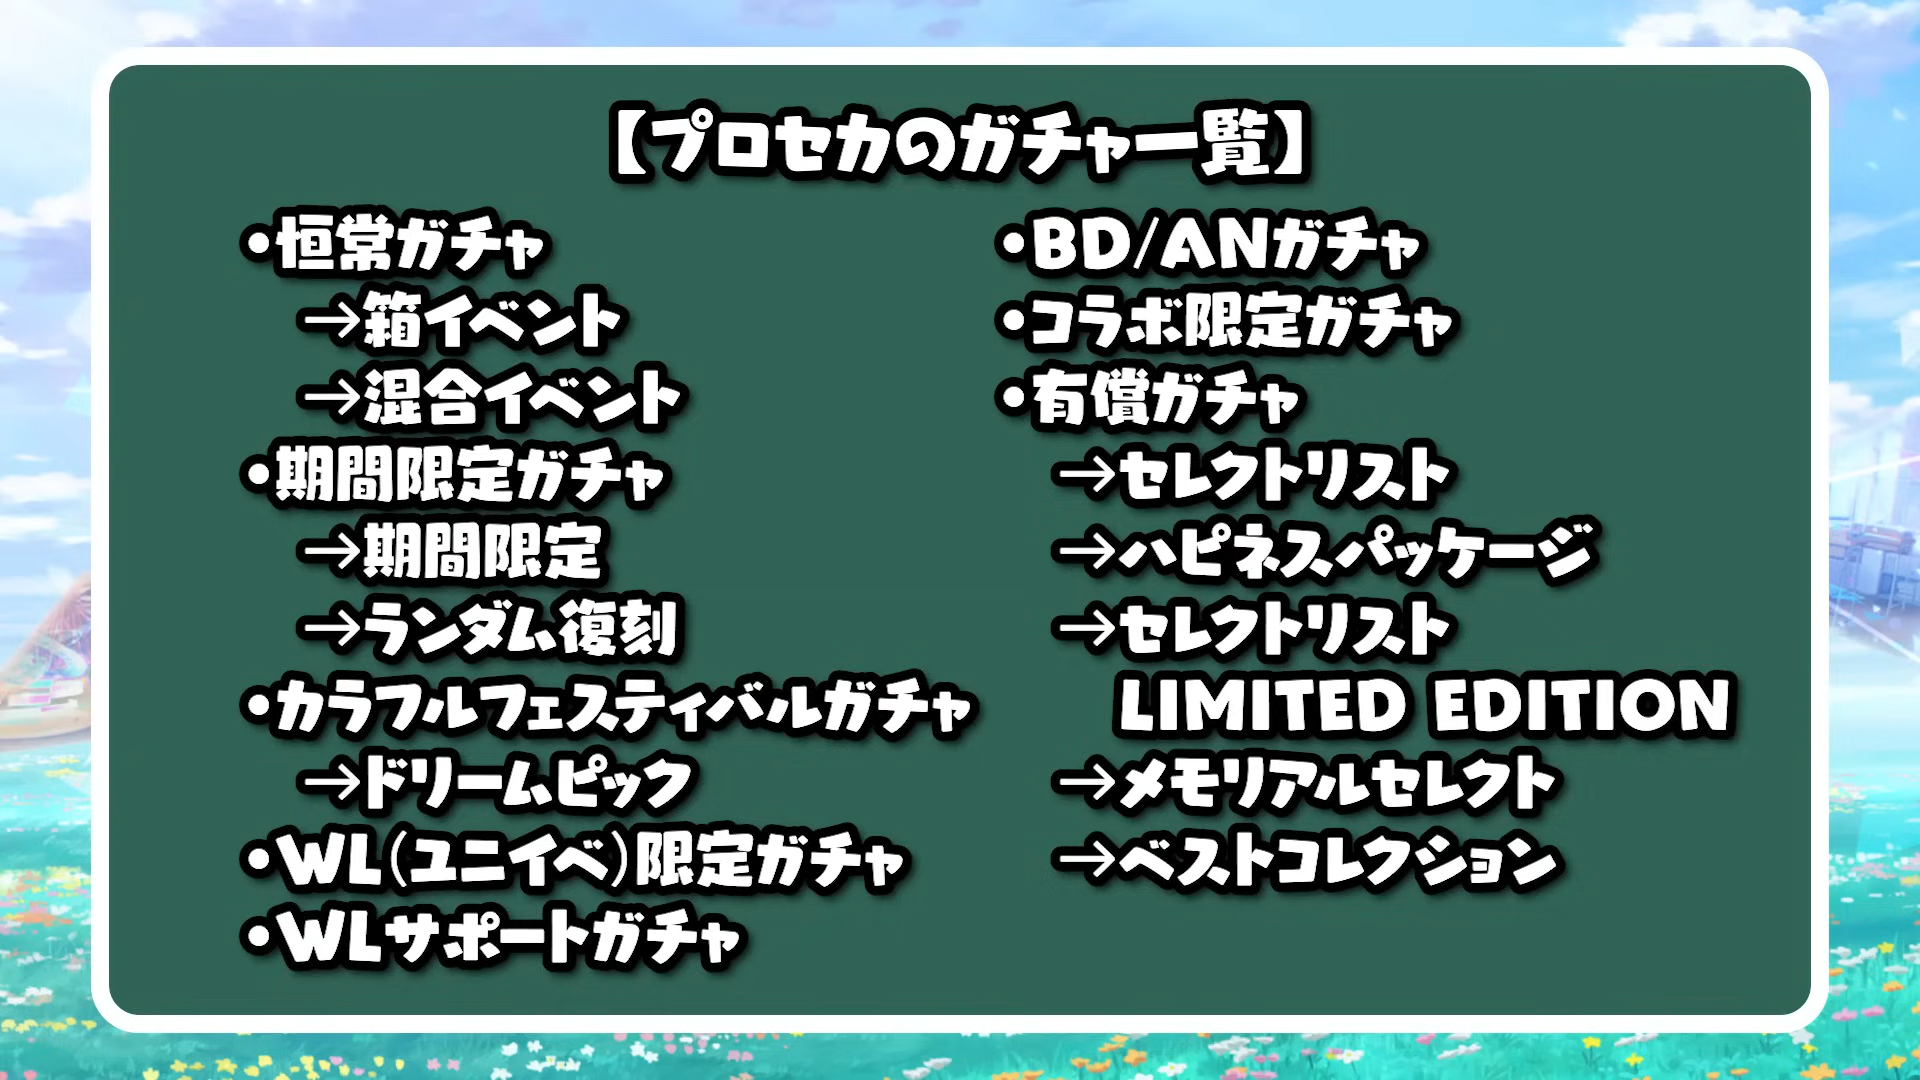 【プロセカのガチャ一覧】
・恒常ガチャ
→箱イベント
→混合イベント
・期間限定ガチャ
→期間限定
→ランダム復刻
・カラフルフェスティバルガチャ
→ドリームピック
・WL(ユニイベ)限定ガチャ
・WLサポートガチャ
・BD/ANガチャ
・コラボ限定ガチャ
・有償ガチャ
→セレクトリスト
→ハピネスパッケージ
→セレクトリスト
LIMITED EDITION
→メモリアルセレクト
→ベストコレクション